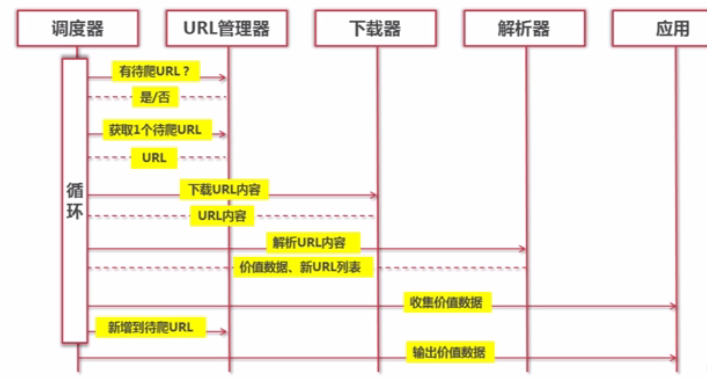 调度器
URL管理器
下载器
解析器
应用
循环
有待爬URL？
是/否
获取1个待爬URL
URL
下载URL内容
URL内容
解析URL内容
价值数据、新URL列表
收集价值数据
新增到待爬URL
输出价值数据